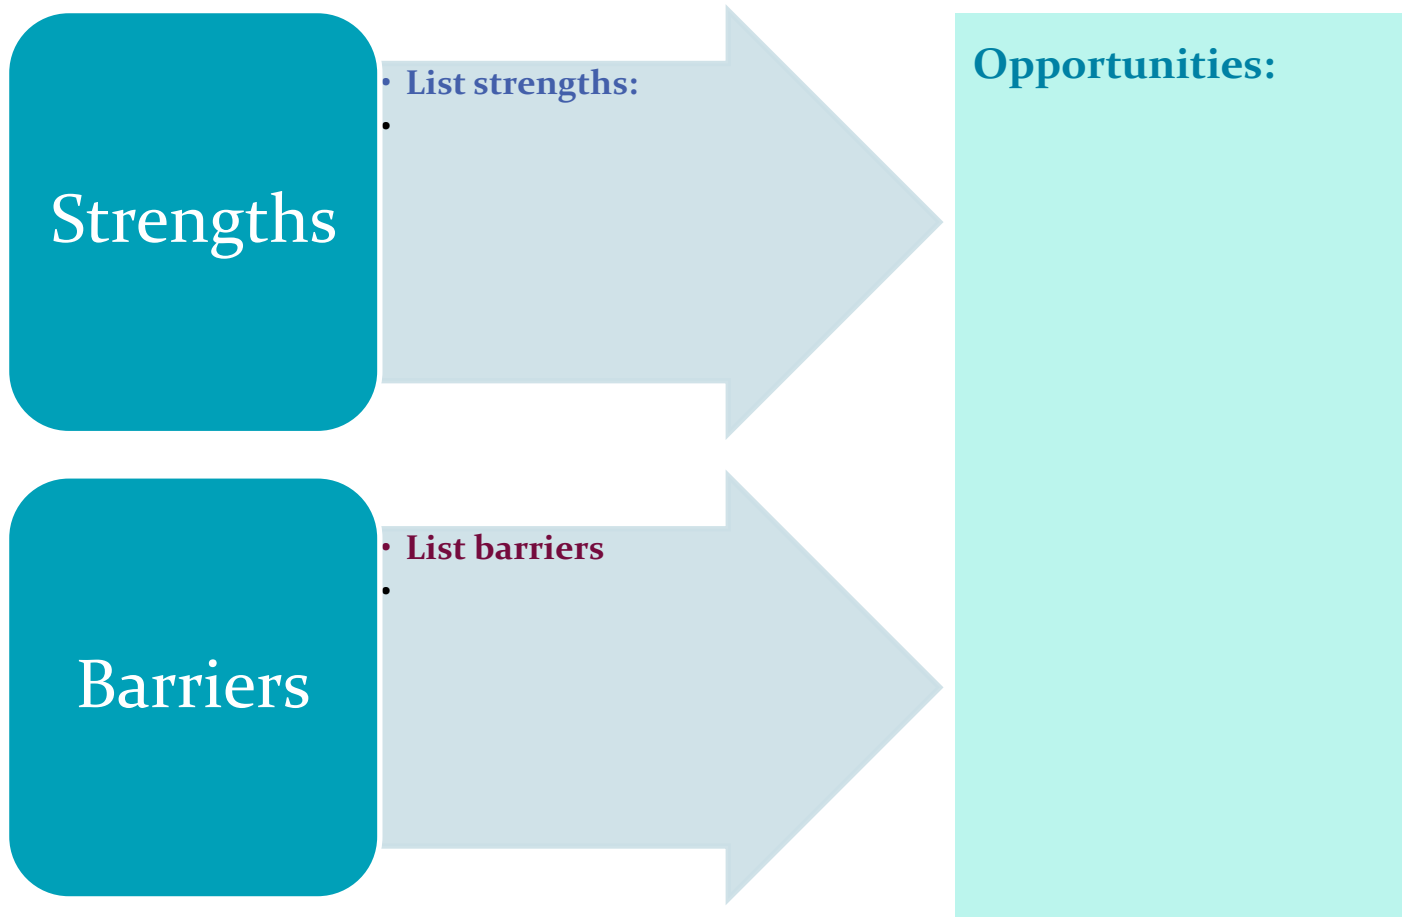 Strengths
• List strengths:
•
Opportunities:
Barriers
• List barriers
•